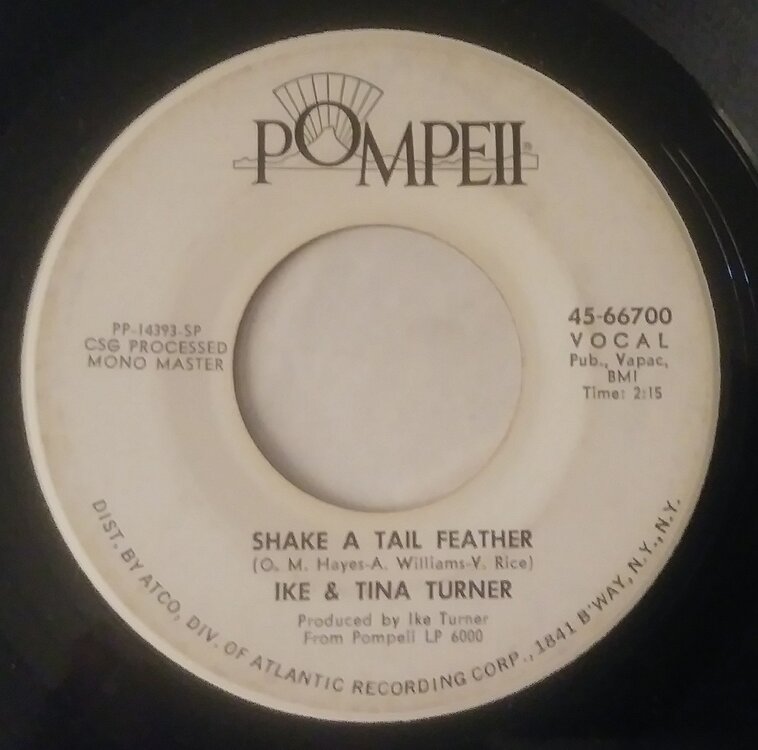 POMPEII®
PP-14393-SP
CSG PROCESSED
MONO MASTER
45-66700
VOCAL
Pub., Vapac,
BMI
Time: 2:15
SHAKE A TAIL FEATHER
(O. M. Hayes-A. Williams-V. Rice)
IKE & TINA TURNER
Produced by Ike Turner
From Pompeii LP 6000
DIST. BY ATCO, DIV. OF ATLANTIC RECORDING CORP., 1841 B'WAY, N.Y., N.Y.